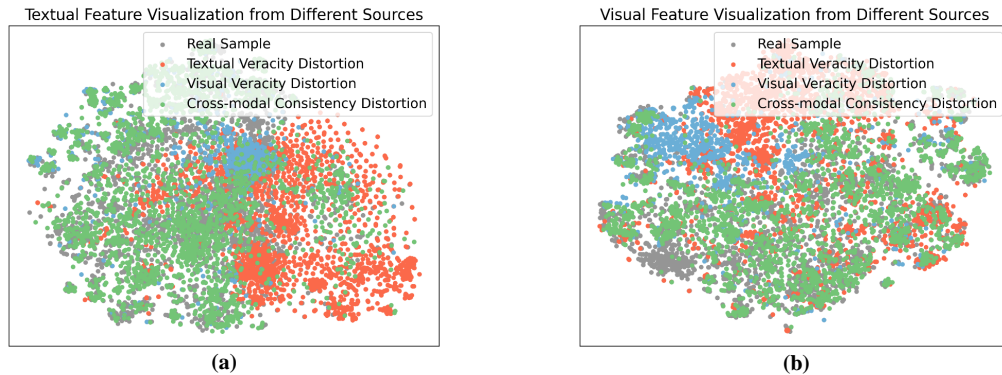 Textual Feature Visualization from Different Sources
Real Sample
Textual Veracity Distortion
Visual Veracity Distortion
Cross-modal Consistency Distortion
(a)
Visual Feature Visualization from Different Sources
Real Sample
Textual Veracity Distortion
Visual Veracity Distortion
Cross-modal Consistency Distortion
(b)